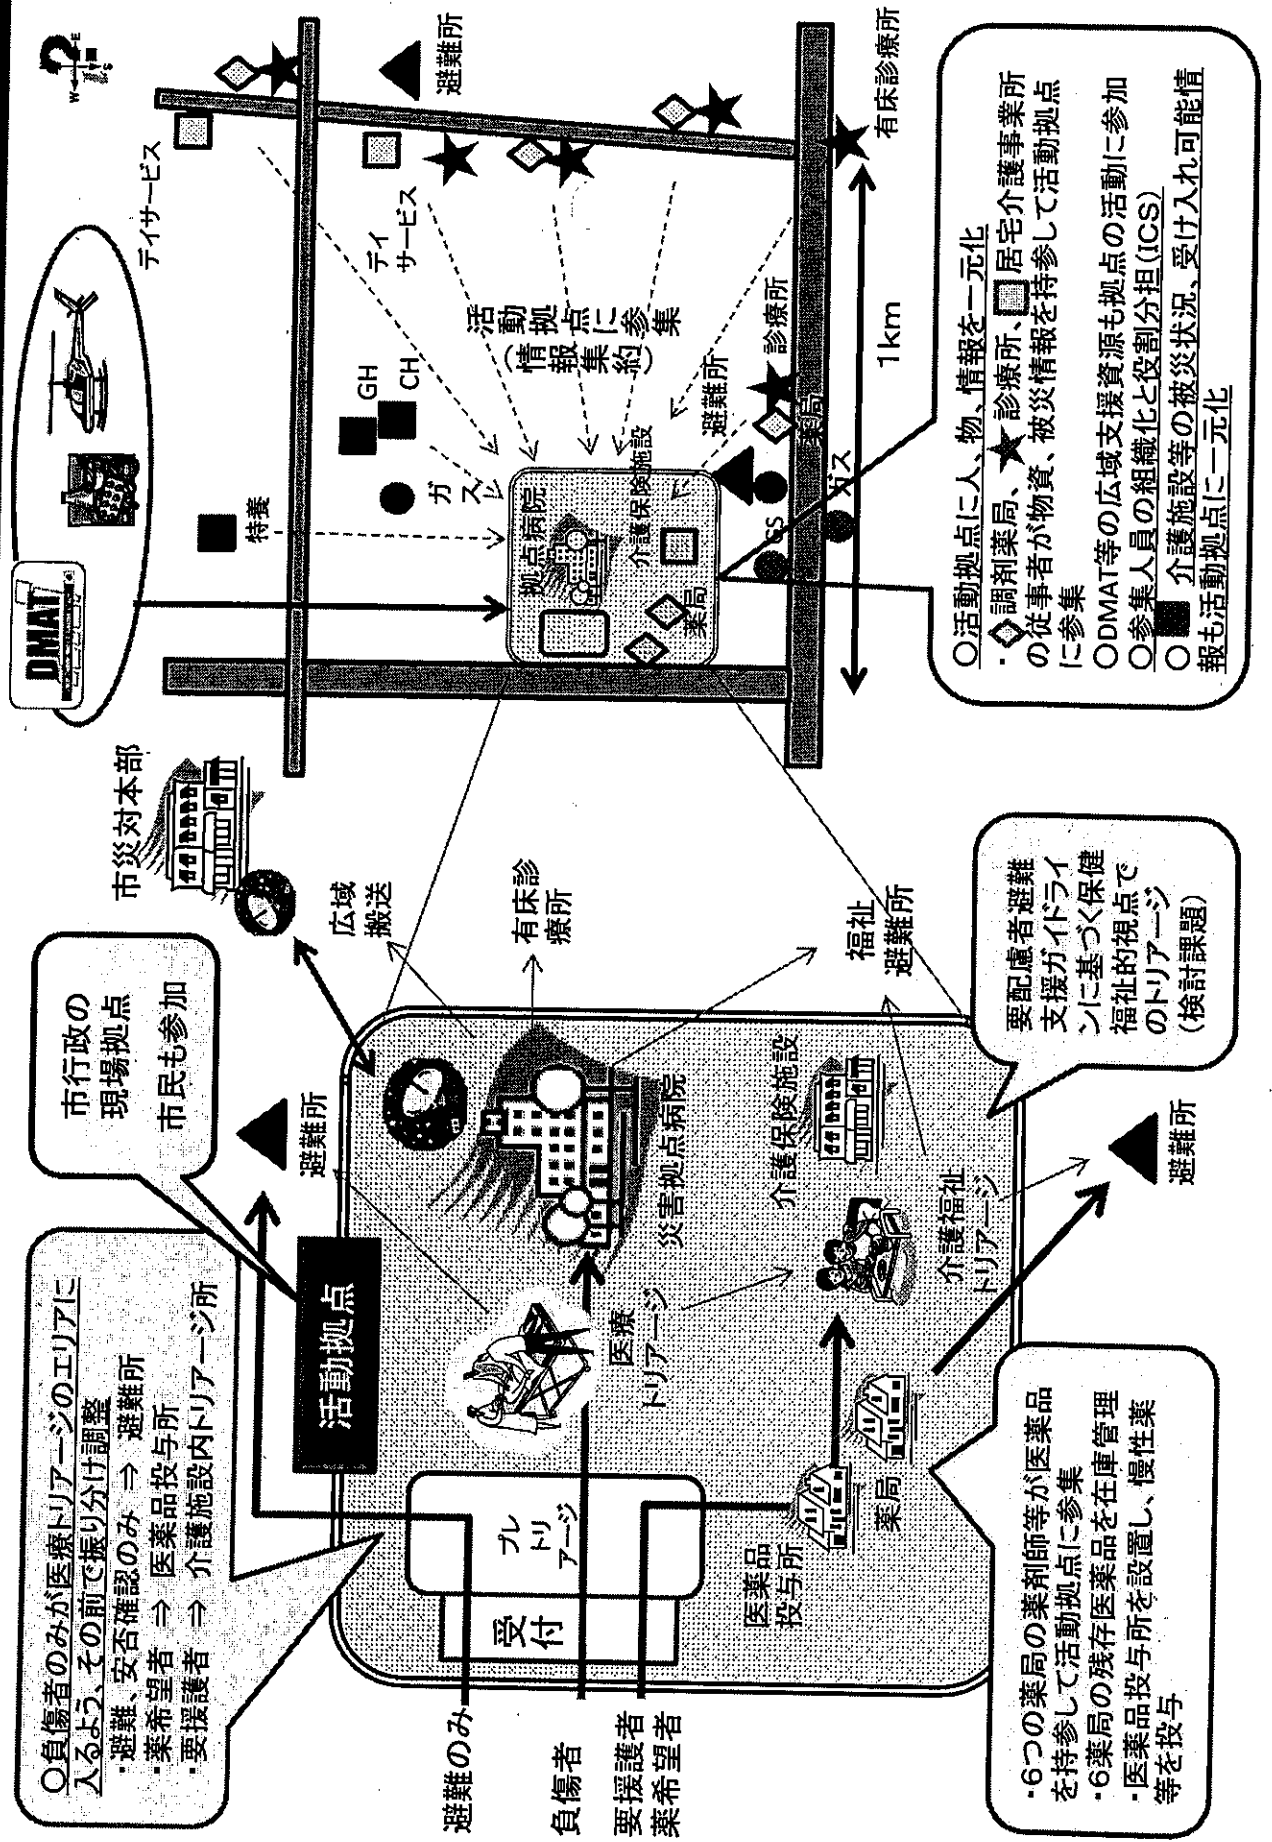 ○負傷者のみが医療トリアージのエリアに
入るよう、その前で振り分け調整
・避難、安否確認のみ ⇒ 避難所
・薬希望者 ⇒ 医薬品投与所
・要援護者 ⇒ 介護施設内トリアージ所
市行政の
現場拠点
市民も参加
市災対本部
活動拠点
避難所
広域
搬送
有床診
療所
福祉
避難所
受付
プレ
トリ
アージ
医療
トリアージ
災害拠点病院
介護保険施設
介護福祉
トリアージ
医薬品
投与所
薬局
避難所
避難のみ
負傷者
要援護者
薬希望者
・6つの薬局の薬剤師等が医薬品
を持参して活動拠点に参集
・6薬局の残存医薬品を在庫管理
・医薬品投与所を設置し、慢性薬
等を投与
要配慮者避難
支援ガイドライ
ンに基づく保健
福祉的視点で
のトリアージ
(検討課題)
DMAT
W
E
S
デイサービス
特養
GH
CH
ガス
デイ
サービス
避難所
活動拠点に参集
(情報集約)
拠点病院
介護保険施設
薬局
避難所
診療所
薬局
GS
ガス
有床診療所
1km
○活動拠点に人、物、情報を一元化
・調剤薬局、診療所、居宅介護事業所
の従事者が物資、被災情報を持参して活動拠点
に参集
○DMAT等の広域支援資源も拠点の活動に参加
○参集人員の組織化と役割分担(ICS)
○ 介護施設等の被災状況、受け入れ可能情
報も活動拠点に一元化